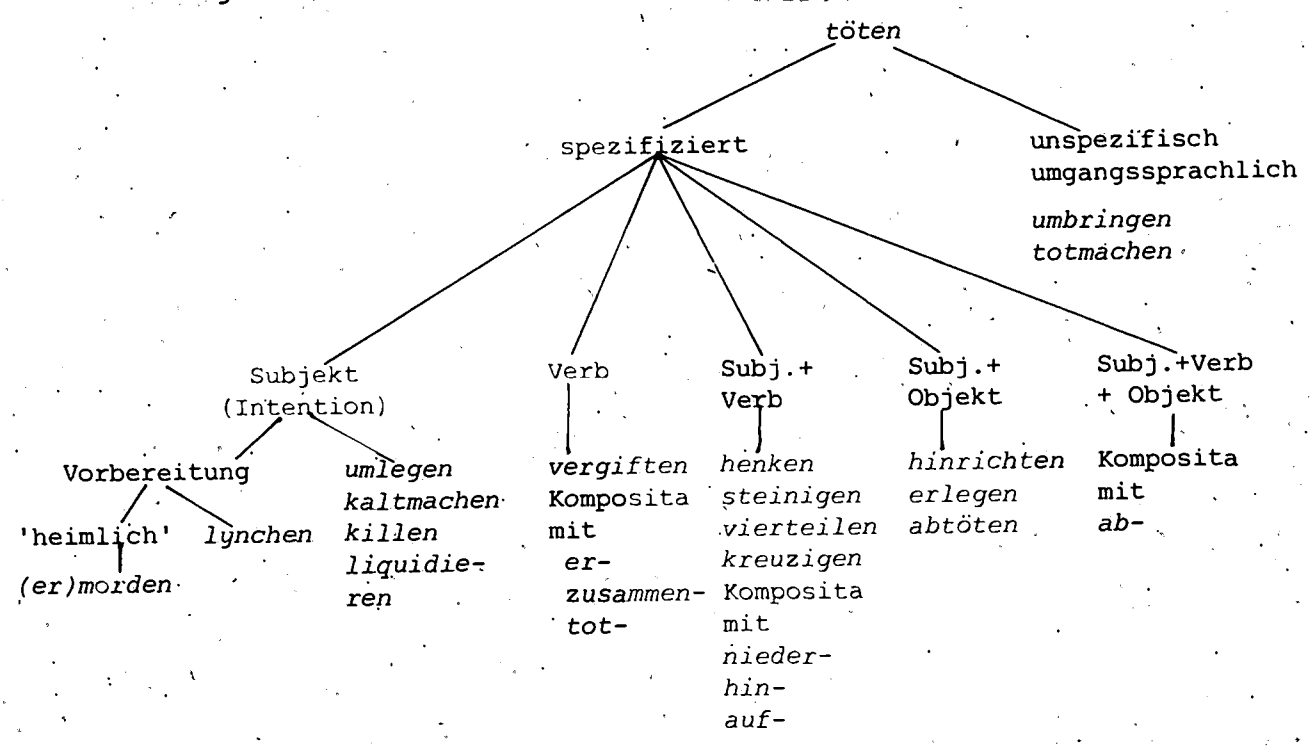 töten
spezifiziert
unspezifisch
umgangssprachlich
umbringen
totmachen
Subjekt
(Intention)
Vorbereitung
'heimlich'
(er)morden
lynchen
umlegen
kaltmachen
killen
liquidie-
ren
Verb
vergiften
Komposita
mit
er-
zusammen-
tot-
Subj.+
Verb
henken
steinigen
vierteilen
kreuzigen
Komposita
mit
nieder-
hin-
auf-
Subj.+
Objekt
hinrichten
erlegen
abtöten
Subj.+Verb
+ Objekt
Komposita
mit
ab-